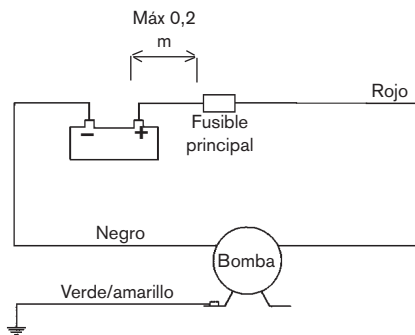 Máx 0,2
m
Rojo
− +
Fusible
principal
Negro
Bomba
Verde/amarillo